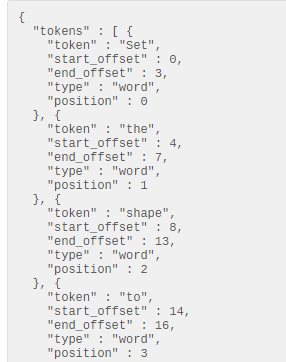 {
  "tokens" : [ {
    "token" : "Set",
    "start_offset" : 0,
    "end_offset" : 3,
    "type" : "word",
    "position" : 0
  }, {
    "token" : "the",
    "start_offset" : 4,
    "end_offset" : 7,
    "type" : "word",
    "position" : 1
  }, {
    "token" : "shape",
    "start_offset" : 8,
    "end_offset" : 13,
    "type" : "word",
    "position" : 2
  }, {
    "token" : "to",
    "start_offset" : 14,
    "end_offset" : 16,
    "type" : "word",
    "position" : 3